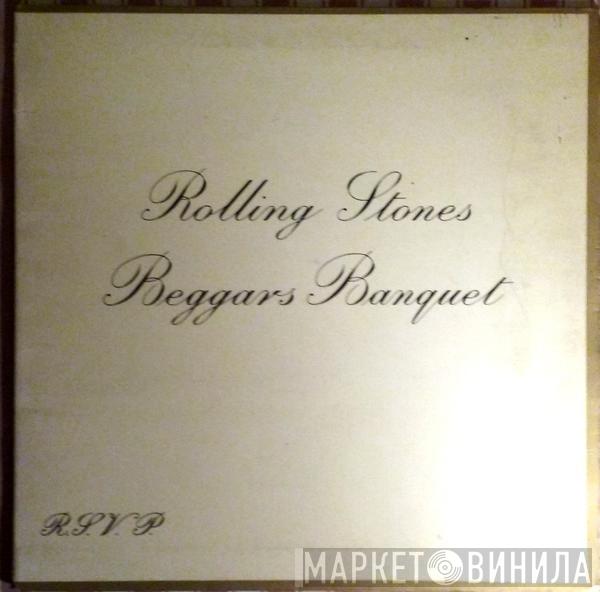 Rolling Stones
Beggars Banquet
R.S.V.P.
МАРКЕТ ВИНИЛА